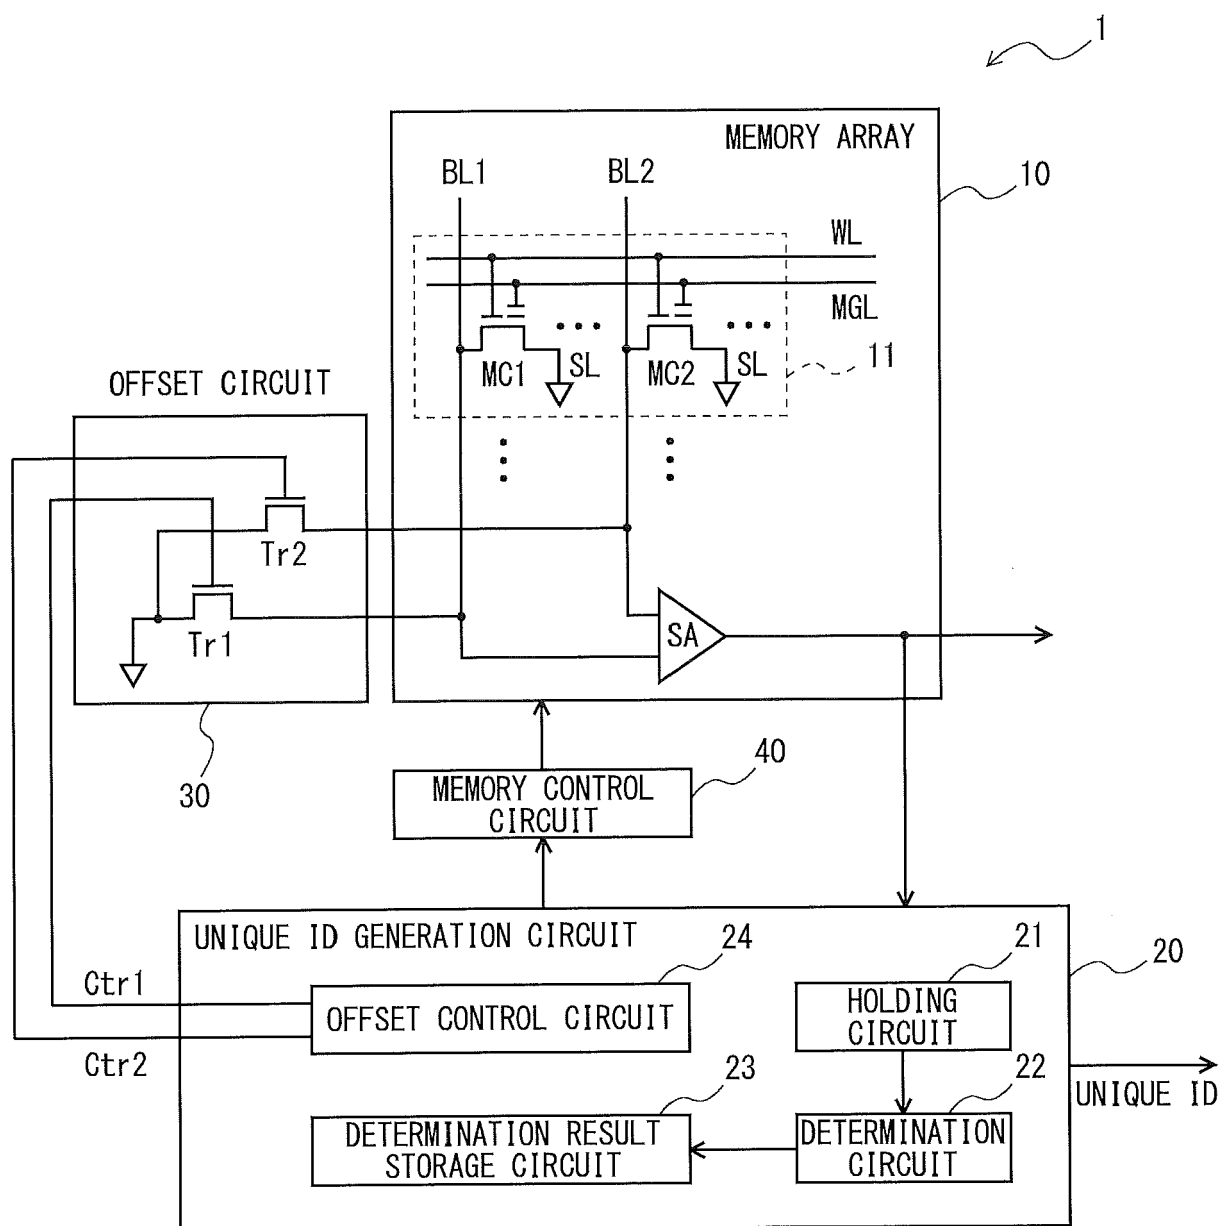 1
MEMORY ARRAY
BL1
BL2
10
WL
MGL
MC1
SL
MC2
SL
11
OFFSET CIRCUIT
Tr2
Tr1
SA
30
MEMORY CONTROL
CIRCUIT
40
UNIQUE ID GENERATION CIRCUIT
24
21
20
Ctr1
OFFSET CONTROL CIRCUIT
HOLDING
CIRCUIT
Ctr2
23
22
UNIQUE ID
DETERMINATION RESULT
STORAGE CIRCUIT
DETERMINATION
CIRCUIT